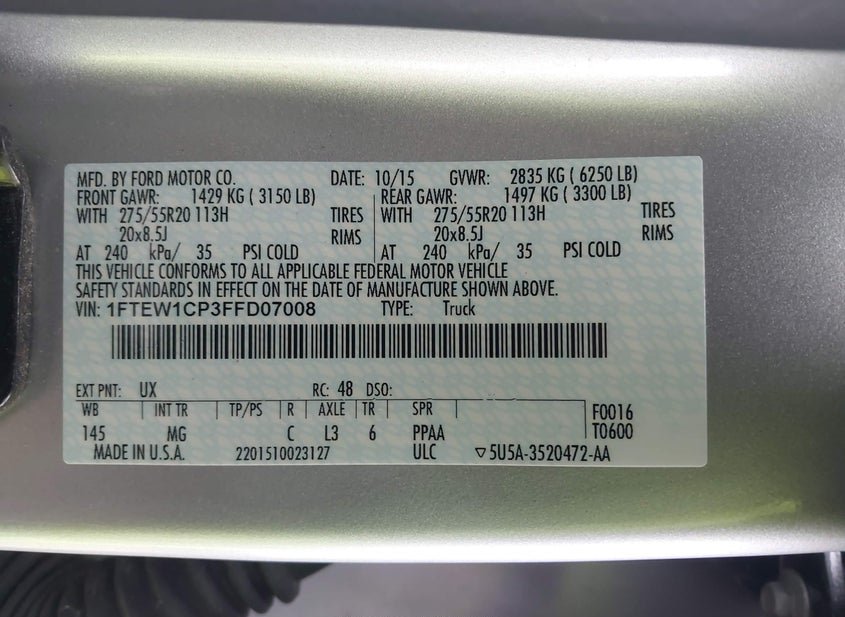 MFD. BY FORD MOTOR CO. DATE: 10/15 GVWR: 2835 KG ( 6250 LB)
FRONT GAWR: 1429 KG ( 3150 LB) REAR GAWR: 1497 KG ( 3300 LB)
WITH 275/55R20 113H TIRES WITH 275/55R20 113H TIRES
20x8.5J RIMS 20x8.5J RIMS
AT 240 kPa/ 35 PSI COLD AT 240 kPa/ 35 PSI COLD
THIS VEHICLE CONFORMS TO ALL APPLICABLE FEDERAL MOTOR VEHICLE
SAFETY STANDARDS IN EFFECT ON THE DATE OF MANUFACTURE SHOWN ABOVE.
VIN: 1FTEW1CP3FFD07008 TYPE: Truck
EXT PNT: UX RC: 48 DSO:
WB INT TR TP/PS R AXLE TR SPR F0016
145 MG C L3 6 PPAA T0600
MADE IN U.S.A. 2201510023127 ULC ▽5U5A-3520472-AA